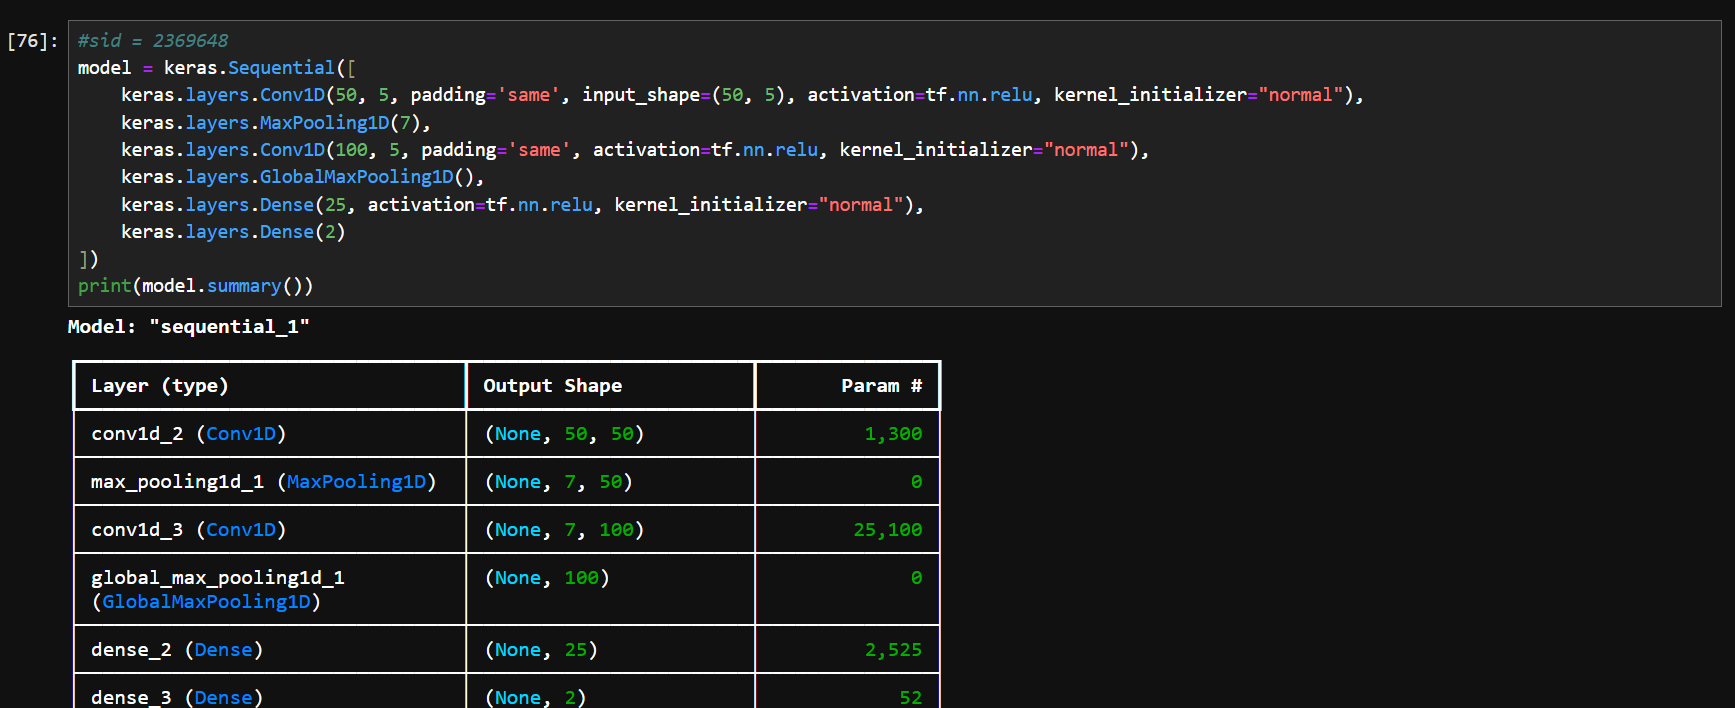 [76]: #sid = 2369648
model = keras.Sequential([
    keras.layers.Conv1D(50, 5, padding='same', input_shape=(50, 5), activation=tf.nn.relu, kernel_initializer="normal"),
    keras.layers.MaxPooling1D(7),
    keras.layers.Conv1D(100, 5, padding='same', activation=tf.nn.relu, kernel_initializer="normal"),
    keras.layers.GlobalMaxPooling1D(),
    keras.layers.Dense(25, activation=tf.nn.relu, kernel_initializer="normal"),
    keras.layers.Dense(2)
])
print(model.summary())
Model: "sequential_1"
Layer (type) Output Shape Param #
conv1d_2 (Conv1D) (None, 50, 50) 1,300
max_pooling1d_1 (MaxPooling1D) (None, 7, 50) 0
conv1d_3 (Conv1D) (None, 7, 100) 25,100
global_max_pooling1d_1 (None, 100) 0
(GlobalMaxPooling1D)
dense_2 (Dense) (None, 25) 2,525
dense_3 (Dense) (None, 2) 52